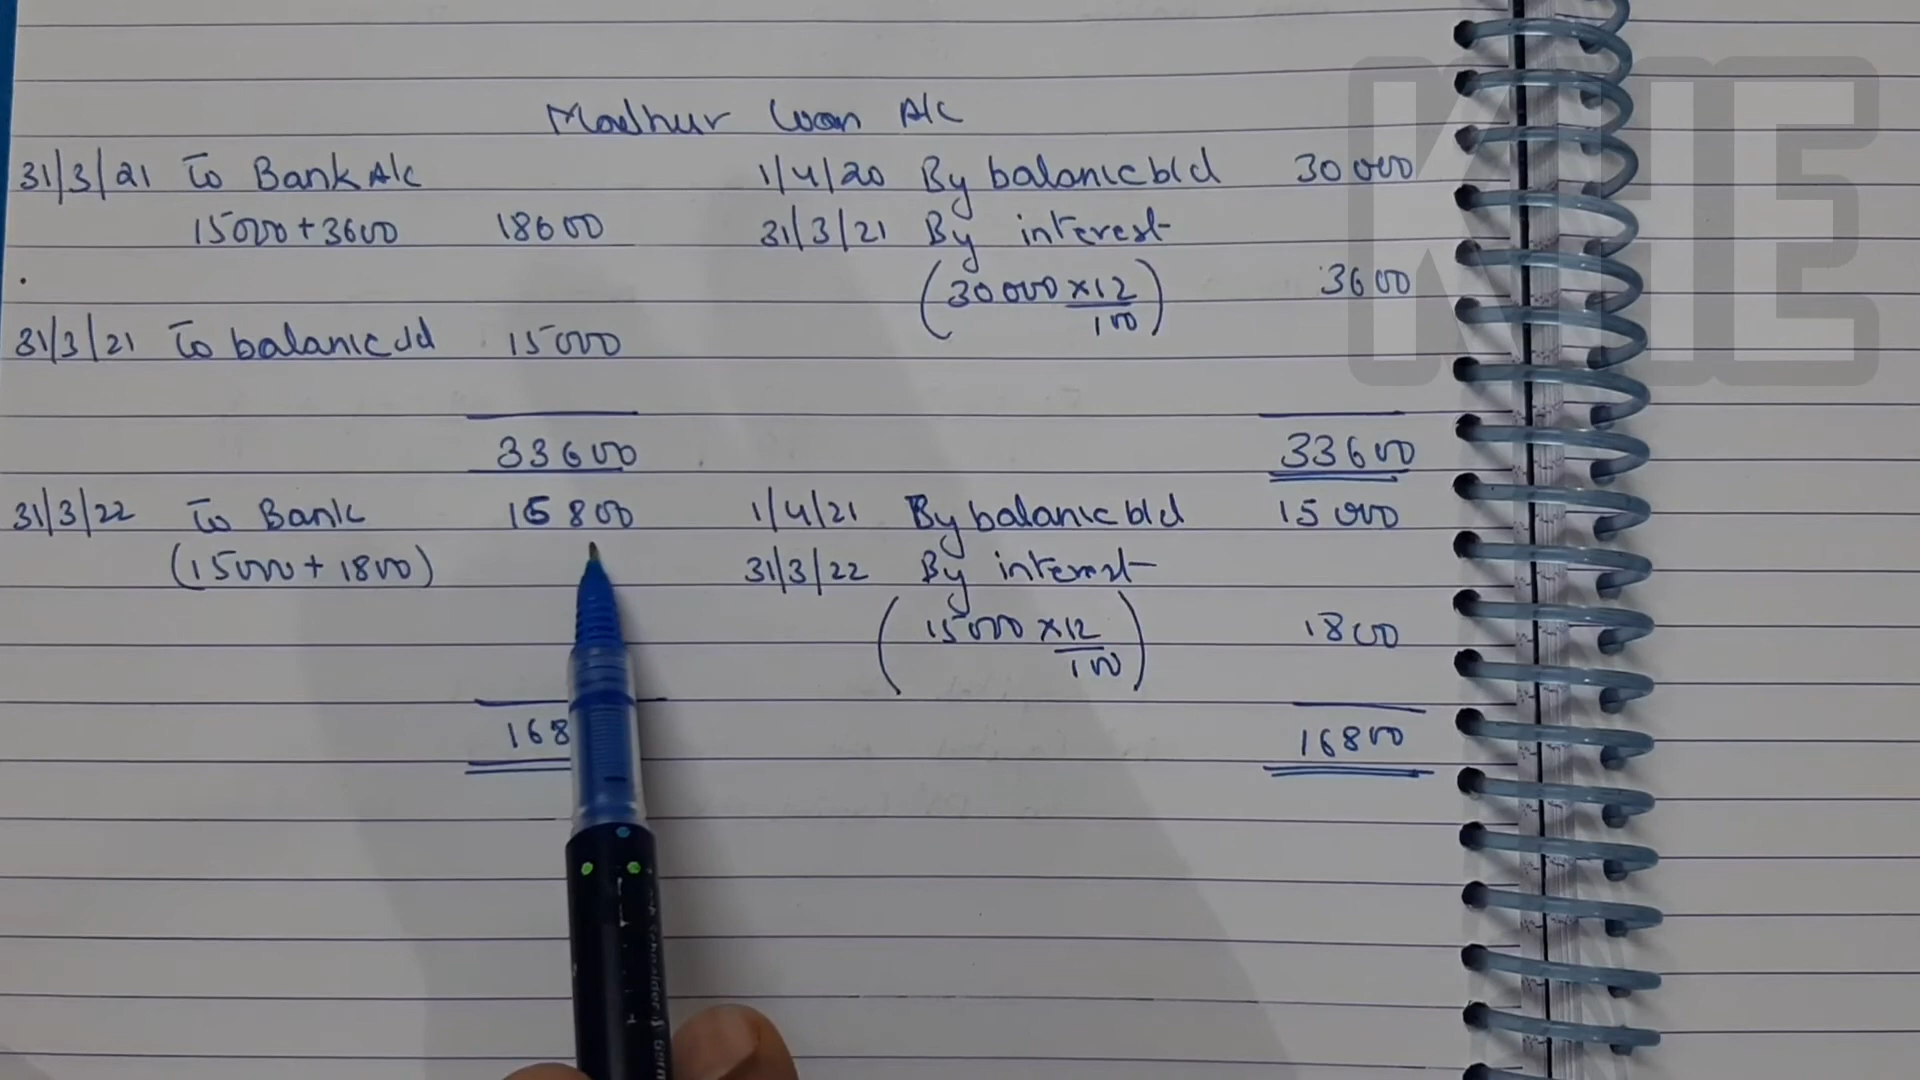 Madhur Loan A/c
31/3/21 To Bank A/c 1/4/20 By balance b/d 30000
15000+3600 18600 31/3/21 By interest
(30000 × 12/100) 3600
31/3/21 To balance c/d 15000
33600 33600
31/3/22 To Bank 16800 1/4/21 By balance b/d 15000
(15000 + 1800) 31/3/22 By interest
(15000 × 12/100) 1800
168 16800
KHE